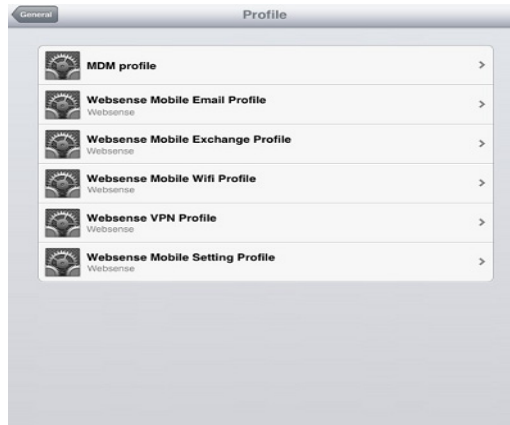 General
Profile
MDM profile
Websense Mobile Email Profile
Websense
Websense Mobile Exchange Profile
Websense
Websense Mobile Wifi Profile
Websense
Websense VPN Profile
Websense
Websense Mobile Setting Profile
Websense